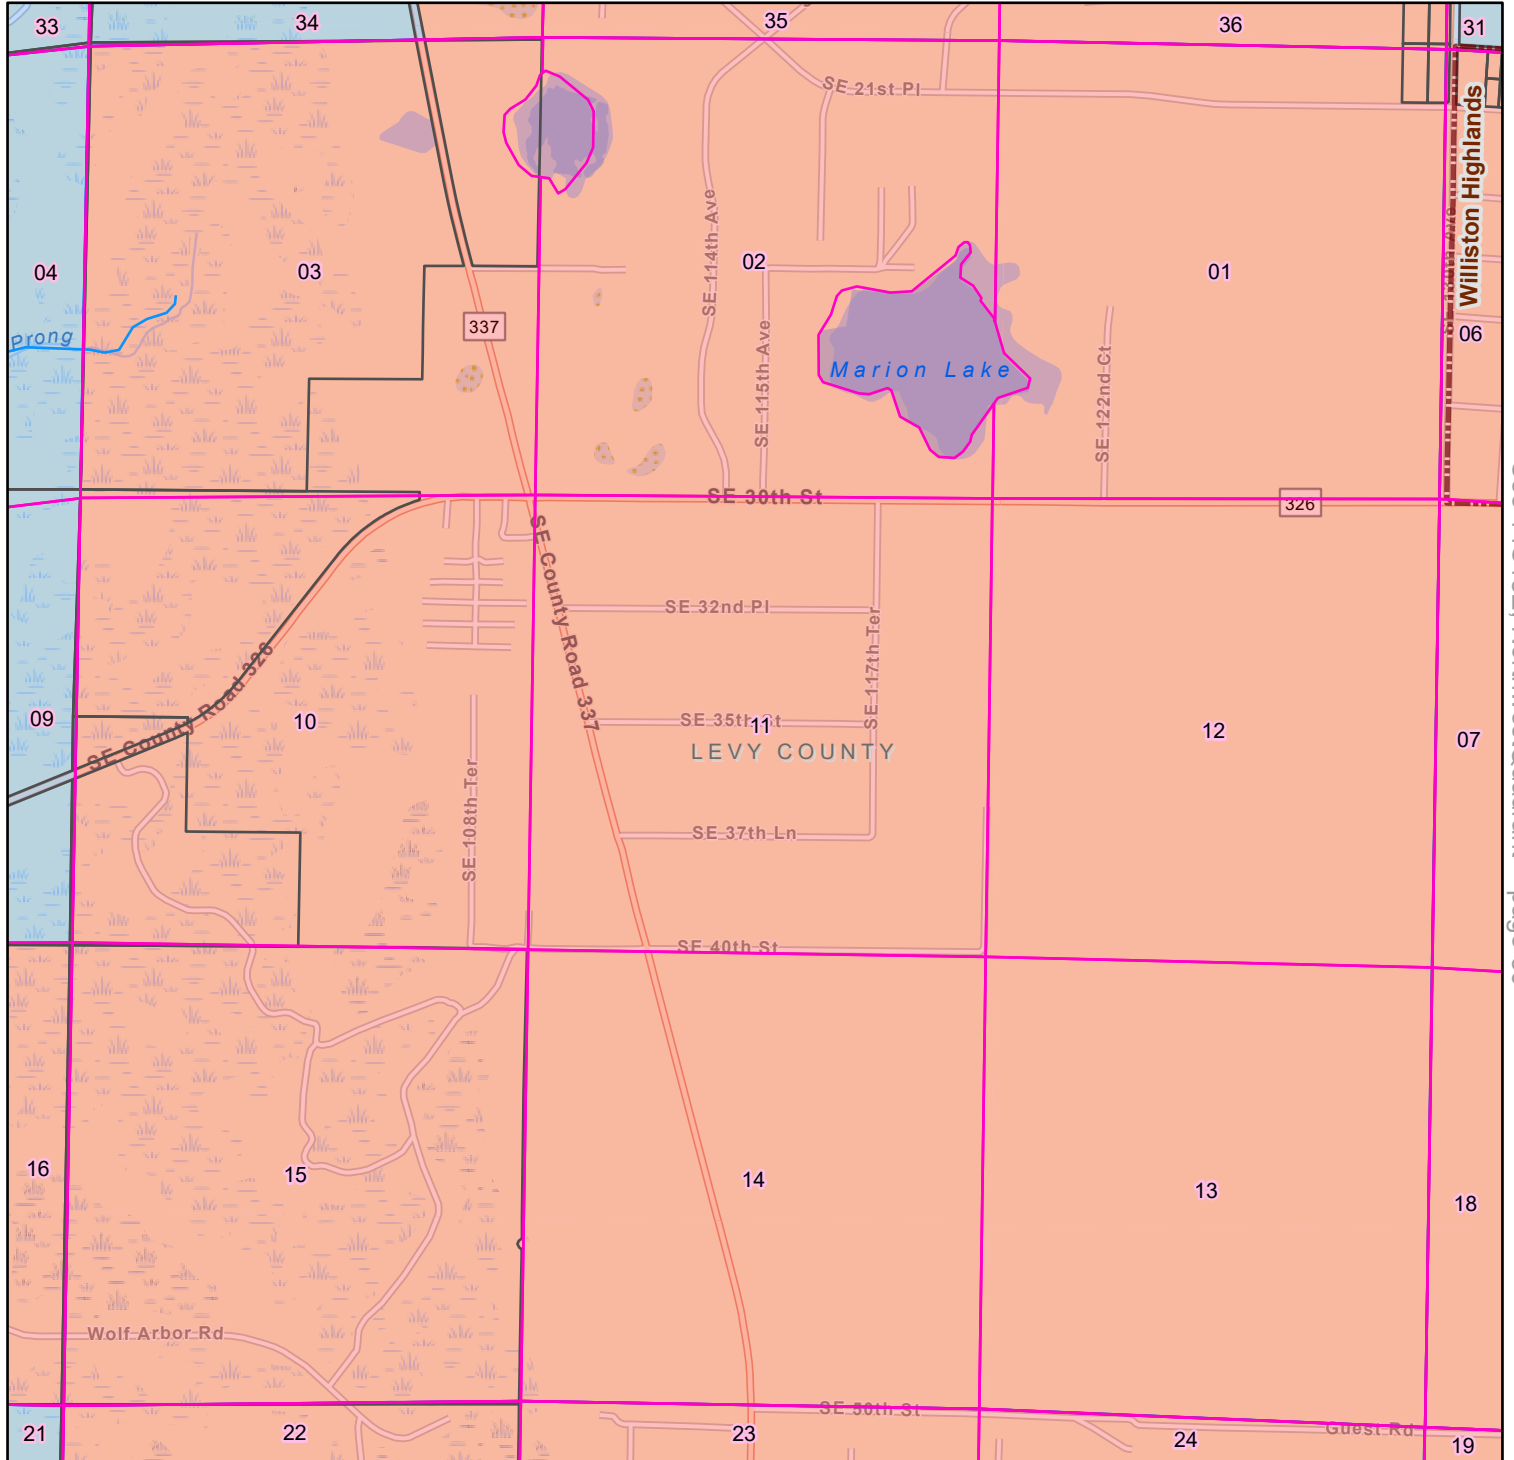 33
34
35
36
31
SE 21st Pl
Williston Highlands
04
03
SE 114th Ave
02
01
06
Prong
337
SE 115th Ave
Marion Lake
SE 122nd Ct
SE 30th St
326
SE County Road 337
SE 32nd Pl
SE 117th Ter
SE County Road 326
09
10
SE 35th St
11
12
07
LEVY COUNTY
SE 108th Ter
SE 37th Ln
SE 40th St
16
15
14
13
18
Wolf Arbor Rd
SE 50th St
Guest Rd
21
22
23
24
19